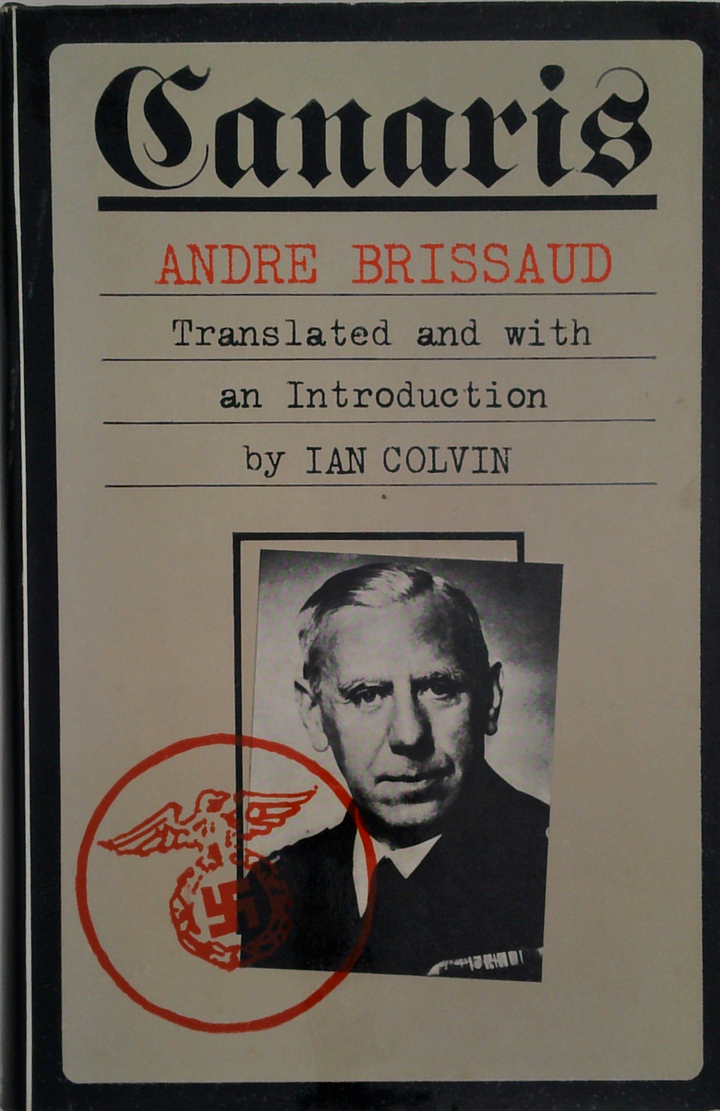 Canaris
ANDRE BRISSAUD
Translated and with
an Introduction
by IAN COLVIN